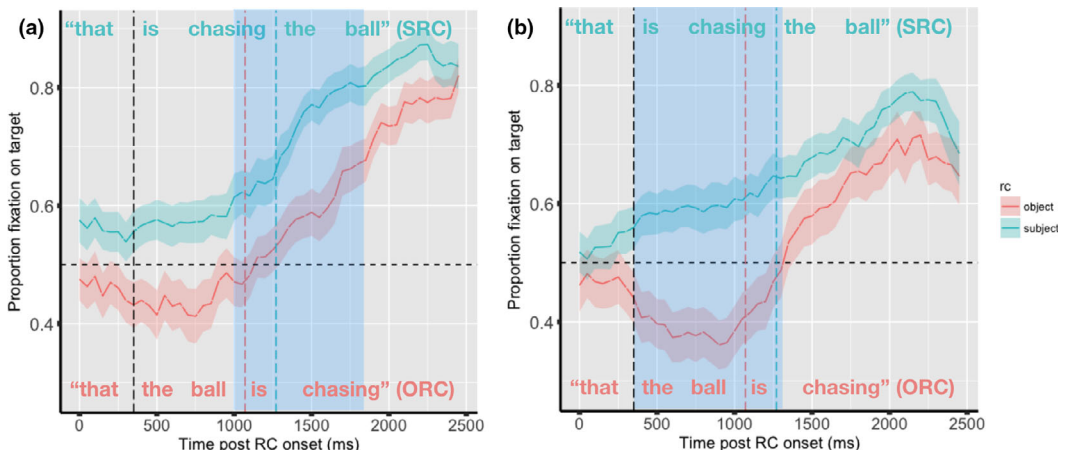 (a)
“that is chasing the ball” (SRC)
Proportion fixation on target
0.8
0.6
0.4
“that the ball is chasing” (ORC)
0 500 1000 1500 2000 2500
Time post RC onset (ms)
(b)
“that is chasing the ball” (SRC)
Proportion fixation on target
0.8
0.6
0.4
“that the ball is chasing” (ORC)
0 500 1000 1500 2000 2500
Time post RC onset (ms)
rc
object
subject